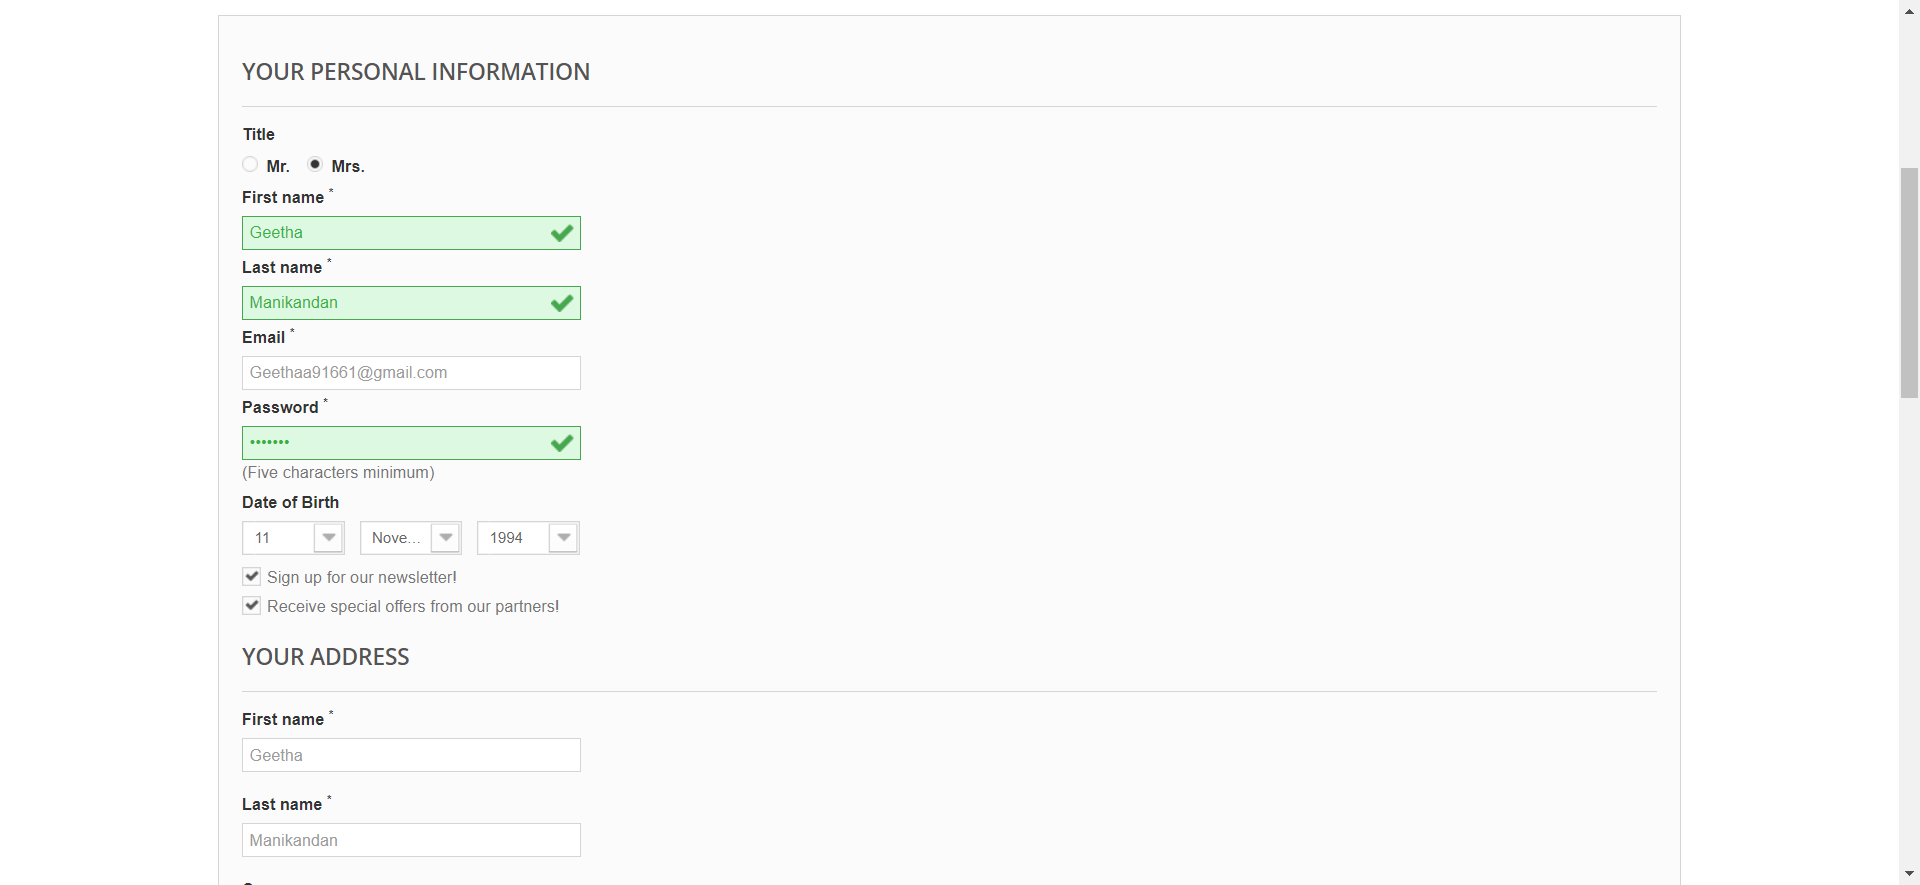 YOUR PERSONAL INFORMATION
Title
Mr. Mrs.
First name *
Geetha
Last name *
Manikandan
Email *
Geethaa91661@gmail.com
Password *
•••••••
(Five characters minimum)
Date of Birth
11 Nove... 1994
Sign up for our newsletter!
Receive special offers from our partners!
YOUR ADDRESS
First name *
Geetha
Last name *
Manikandan